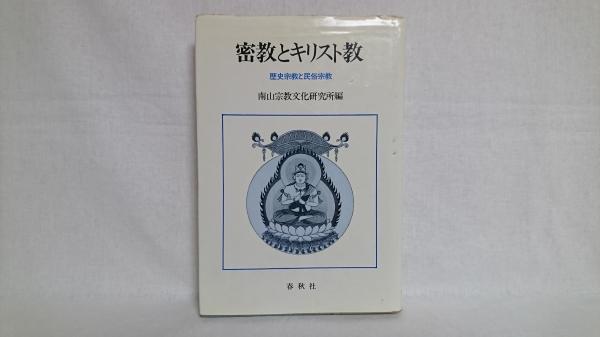 密教とキリスト教
歴史宗教と民俗宗教
南山宗教文化研究所編
春秋社